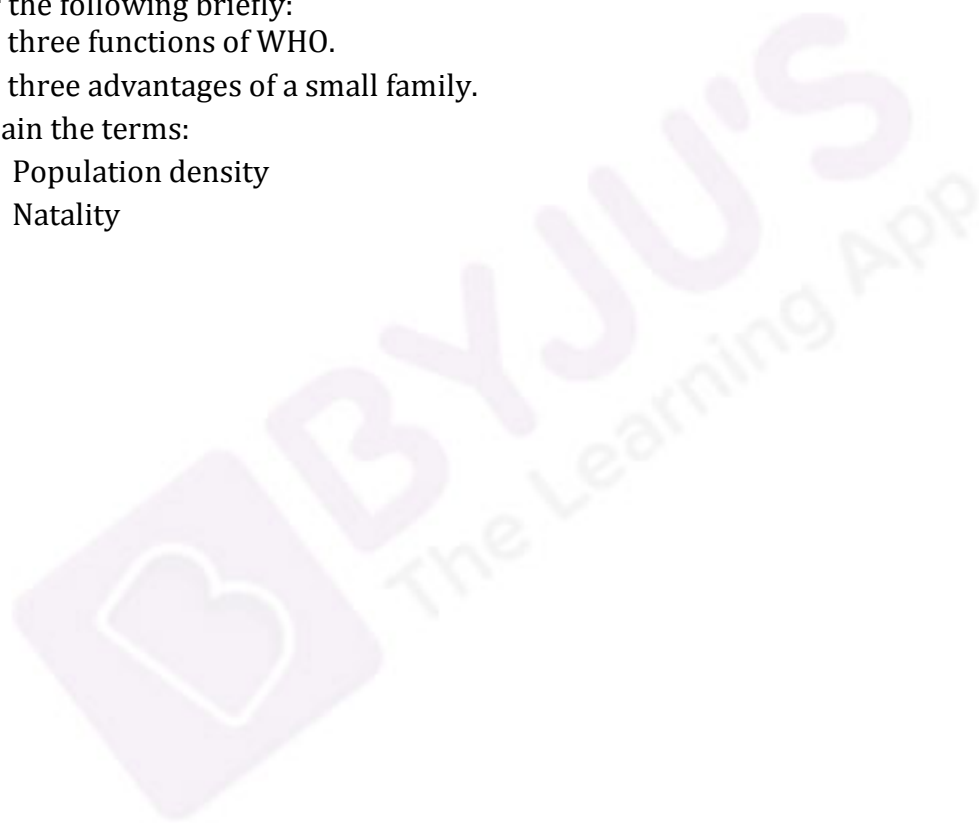 the following briefly:
three functions of WHO.
three advantages of a small family.
ain the terms:
Population density
Natality
BYJU'S
The Learning App